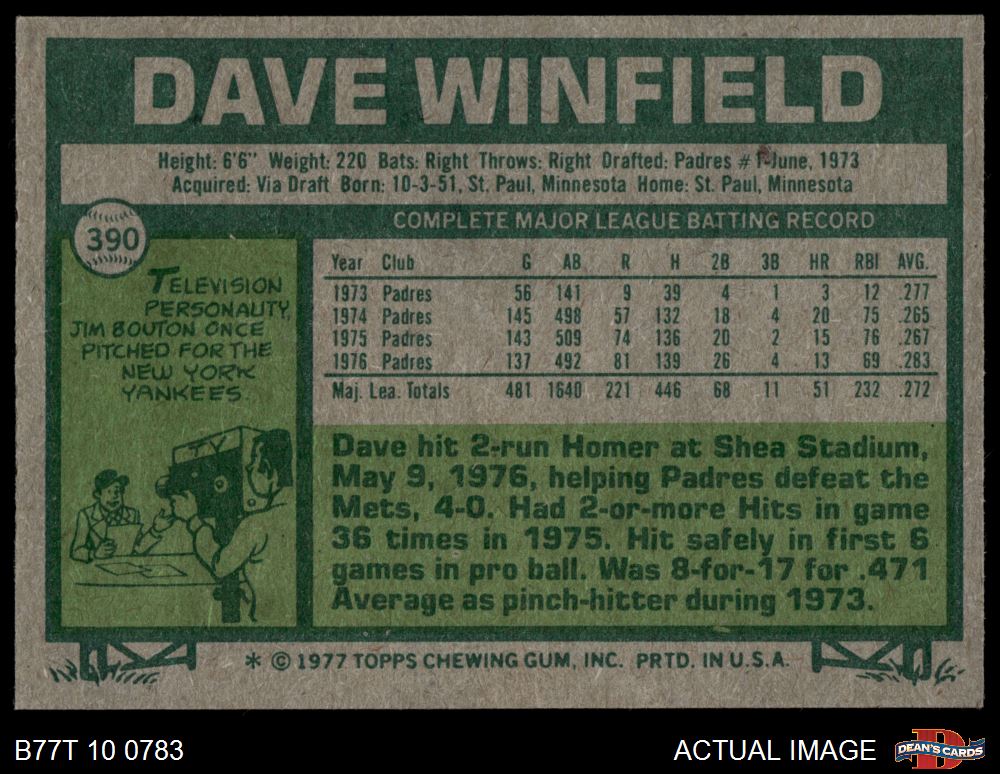 DAVE WINFIELD
Height: 6'6" Weight: 220 Bats: Right Throws: Right Drafted: Padres #1-June, 1973
Acquired: Via Draft Born: 10-3-51, St. Paul, Minnesota Home: St. Paul, Minnesota
390
TELEVISION
PERSONALITY,
JIM BOUTON ONCE
PITCHED FOR THE
NEW YORK
YANKEES.
TV
COMPLETE MAJOR LEAGUE BATTING RECORD
Year Club G AB R H 2B 3B HR RBI AVG.
1973 Padres 56 141 9 39 4 1 3 12 .277
1974 Padres 145 498 57 132 18 4 20 75 .265
1975 Padres 143 509 74 136 20 2 15 76 .267
1976 Padres 137 492 81 139 26 4 13 69 .283
Maj. Lea. Totals 481 1640 221 446 68 11 51 232 .272
Dave hit 2-run Homer at Shea Stadium,
May 9, 1976, helping Padres defeat the
Mets, 4-0. Had 2-or-more Hits in game
36 times in 1975. Hit safely in first 6
games in pro ball. Was 8-for-17 for .471
Average as pinch-hitter during 1973.
* © 1977 TOPPS CHEWING GUM, INC. PRTD. IN U.S.A.
B77T 10 0783
ACTUAL IMAGE
D
DEAN'S CARDS